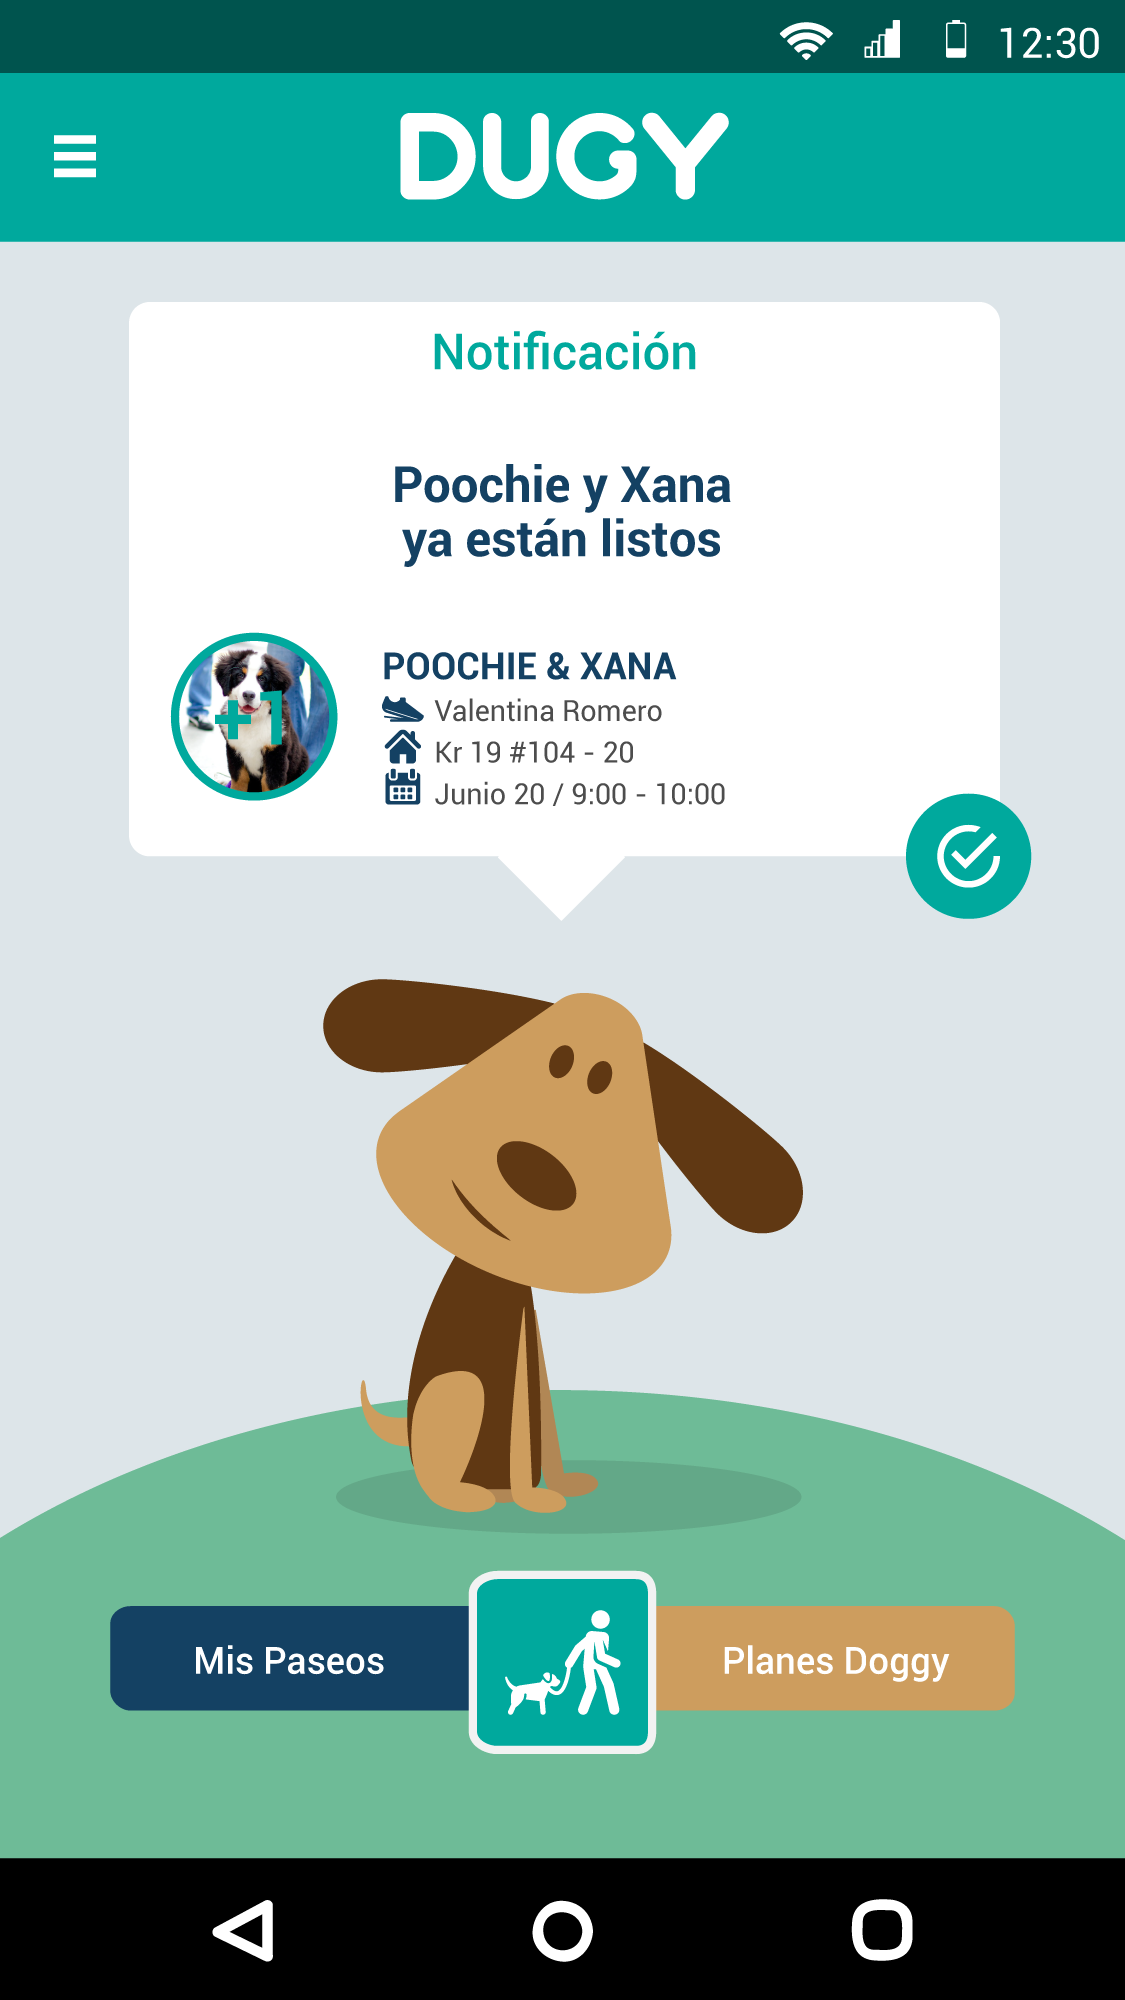 12:30
DUGY
Notificación
Poochie y Xana
ya están listos
+1
POOCHIE & XANA
Valentina Romero
Kr 19 #104 - 20
Junio 20 / 9:00 - 10:00
Mis Paseos
Planes Doggy